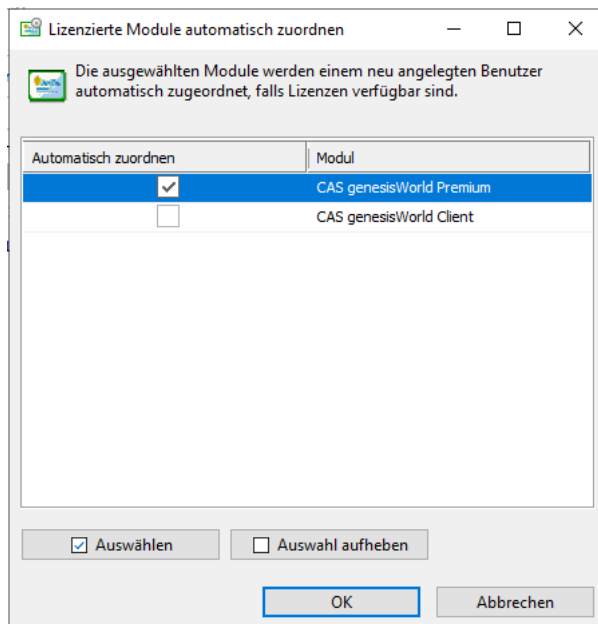 Lizenzierte Module automatisch zuordnen
Die ausgewählten Module werden einem neu angelegten Benutzer
automatisch zugeordnet, falls Lizenzen verfügbar sind.
Automatisch zuordnen Modul
CAS genesisWorld Premium
CAS genesisWorld Client
Auswählen Auswahl aufheben
OK Abbrechen